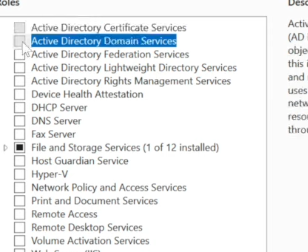 Roles
Active Directory Certificate Services
Active Directory Domain Services
Active Directory Federation Services
Active Directory Lightweight Directory Services
Active Directory Rights Management Services
Device Health Attestation
DHCP Server
DNS Server
Fax Server
File and Storage Services (1 of 12 installed)
Host Guardian Service
Hyper-V
Network Policy and Access Services
Print and Document Services
Remote Access
Remote Desktop Services
Volume Activation Services
Des
Activ
(AD
obje
this i
and
uses
netw
reso
thro